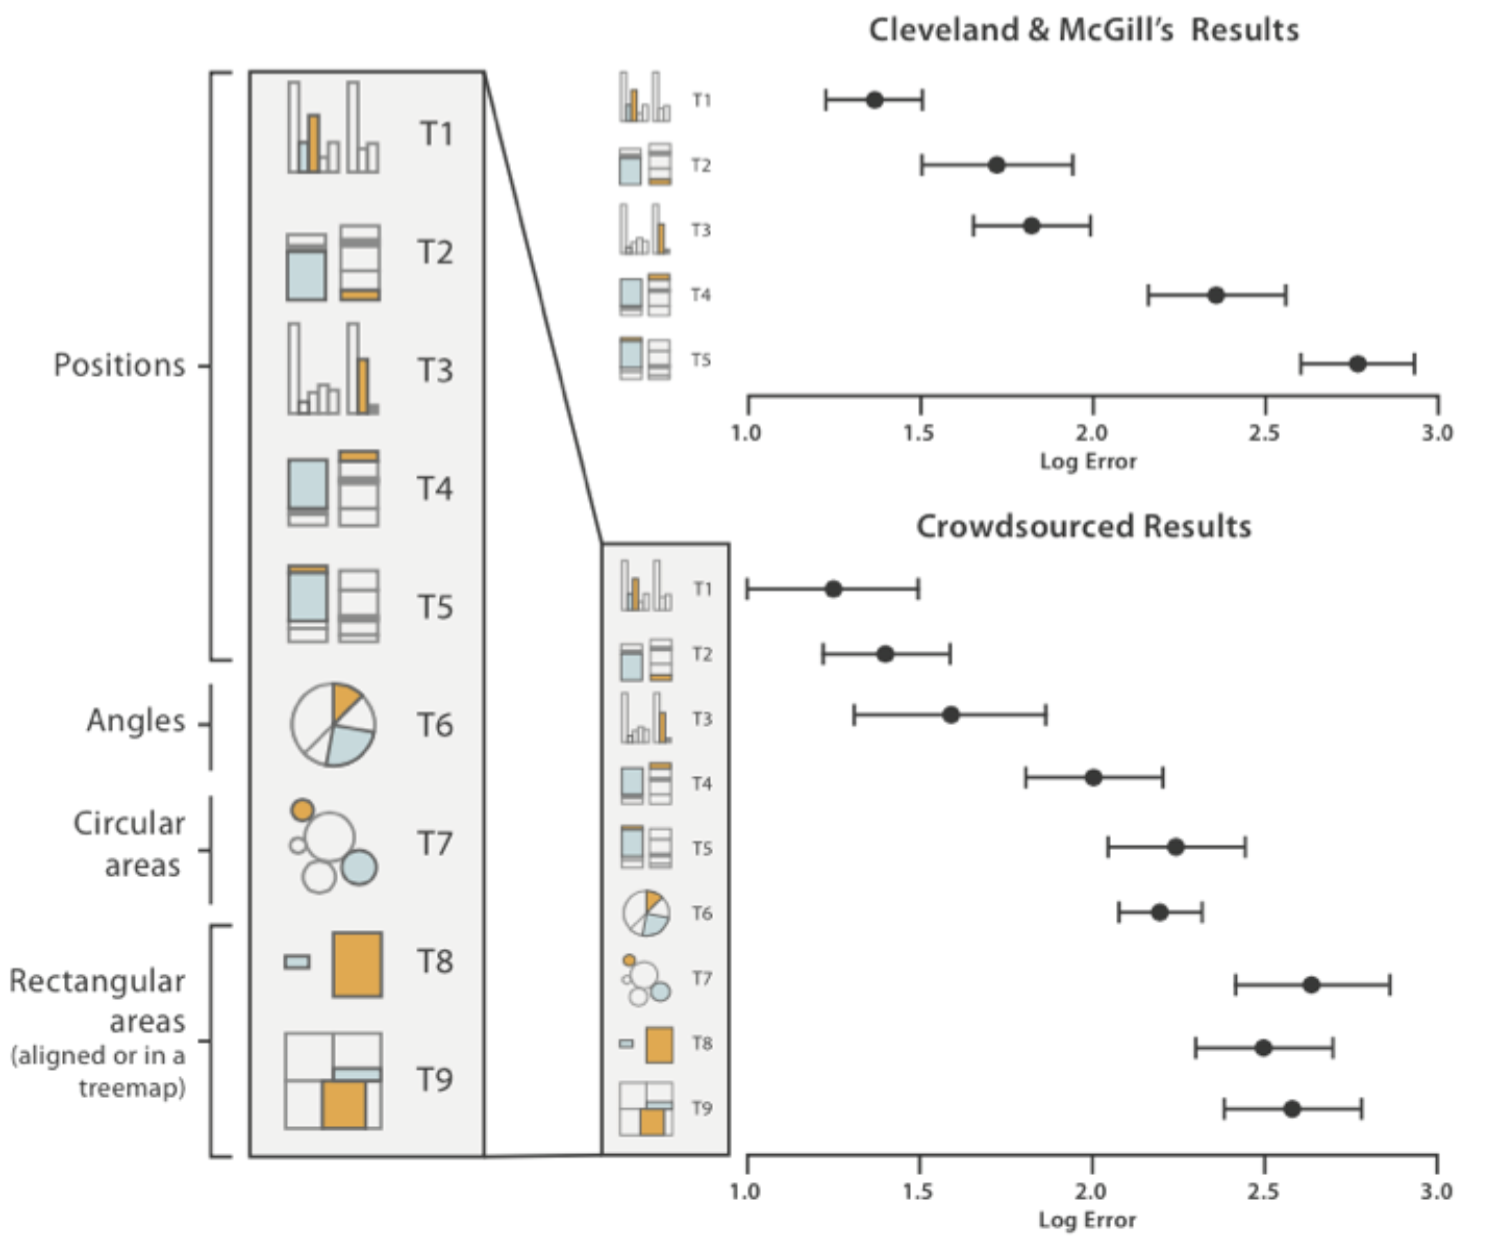 Cleveland & McGill's Results
T1
T2
T3
T4
T5
1.0 1.5 2.0 2.5 3.0
Log Error
Positions
Angles
Circular
areas
Rectangular
areas
(aligned or in a
treemap)
T1
T2
T3
T4
T5
T6
T7
T8
T9
Crowdsourced Results
T1
T2
T3
T4
T5
T6
T7
T8
T9
1.0 1.5 2.0 2.5 3.0
Log Error